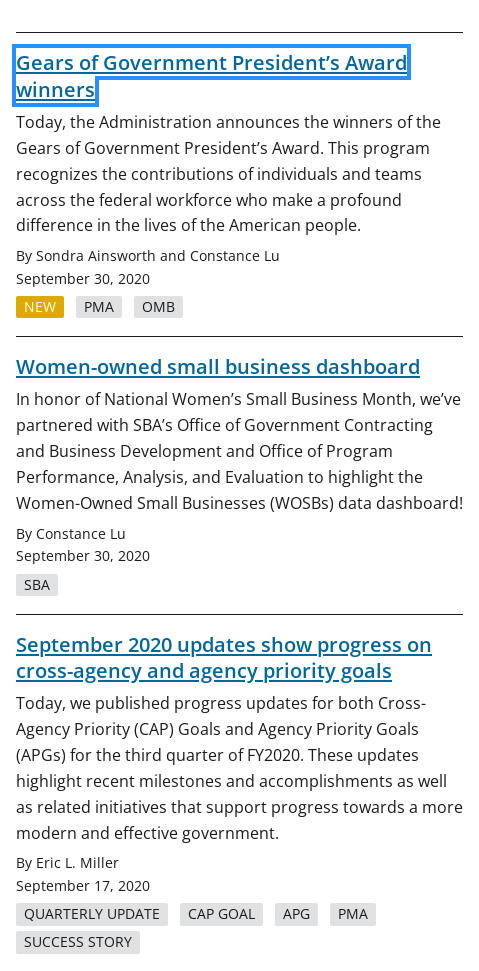 Gears of Government President’s Award
winners
Today, the Administration announces the winners of the
Gears of Government President’s Award. This program
recognizes the contributions of individuals and teams
across the federal workforce who make a profound
difference in the lives of the American people.
By Sondra Ainsworth and Constance Lu
September 30, 2020
NEW PMA OMB
Women-owned small business dashboard
In honor of National Women’s Small Business Month, we’ve
partnered with SBA’s Office of Government Contracting
and Business Development and Office of Program
Performance, Analysis, and Evaluation to highlight the
Women-Owned Small Businesses (WOSBs) data dashboard!
By Constance Lu
September 30, 2020
SBA
September 2020 updates show progress on
cross-agency and agency priority goals
Today, we published progress updates for both Cross-
Agency Priority (CAP) Goals and Agency Priority Goals
(APGs) for the third quarter of FY2020. These updates
highlight recent milestones and accomplishments as well
as related initiatives that support progress towards a more
modern and effective government.
By Eric L. Miller
September 17, 2020
QUARTERLY UPDATE CAP GOAL APG PMA
SUCCESS STORY